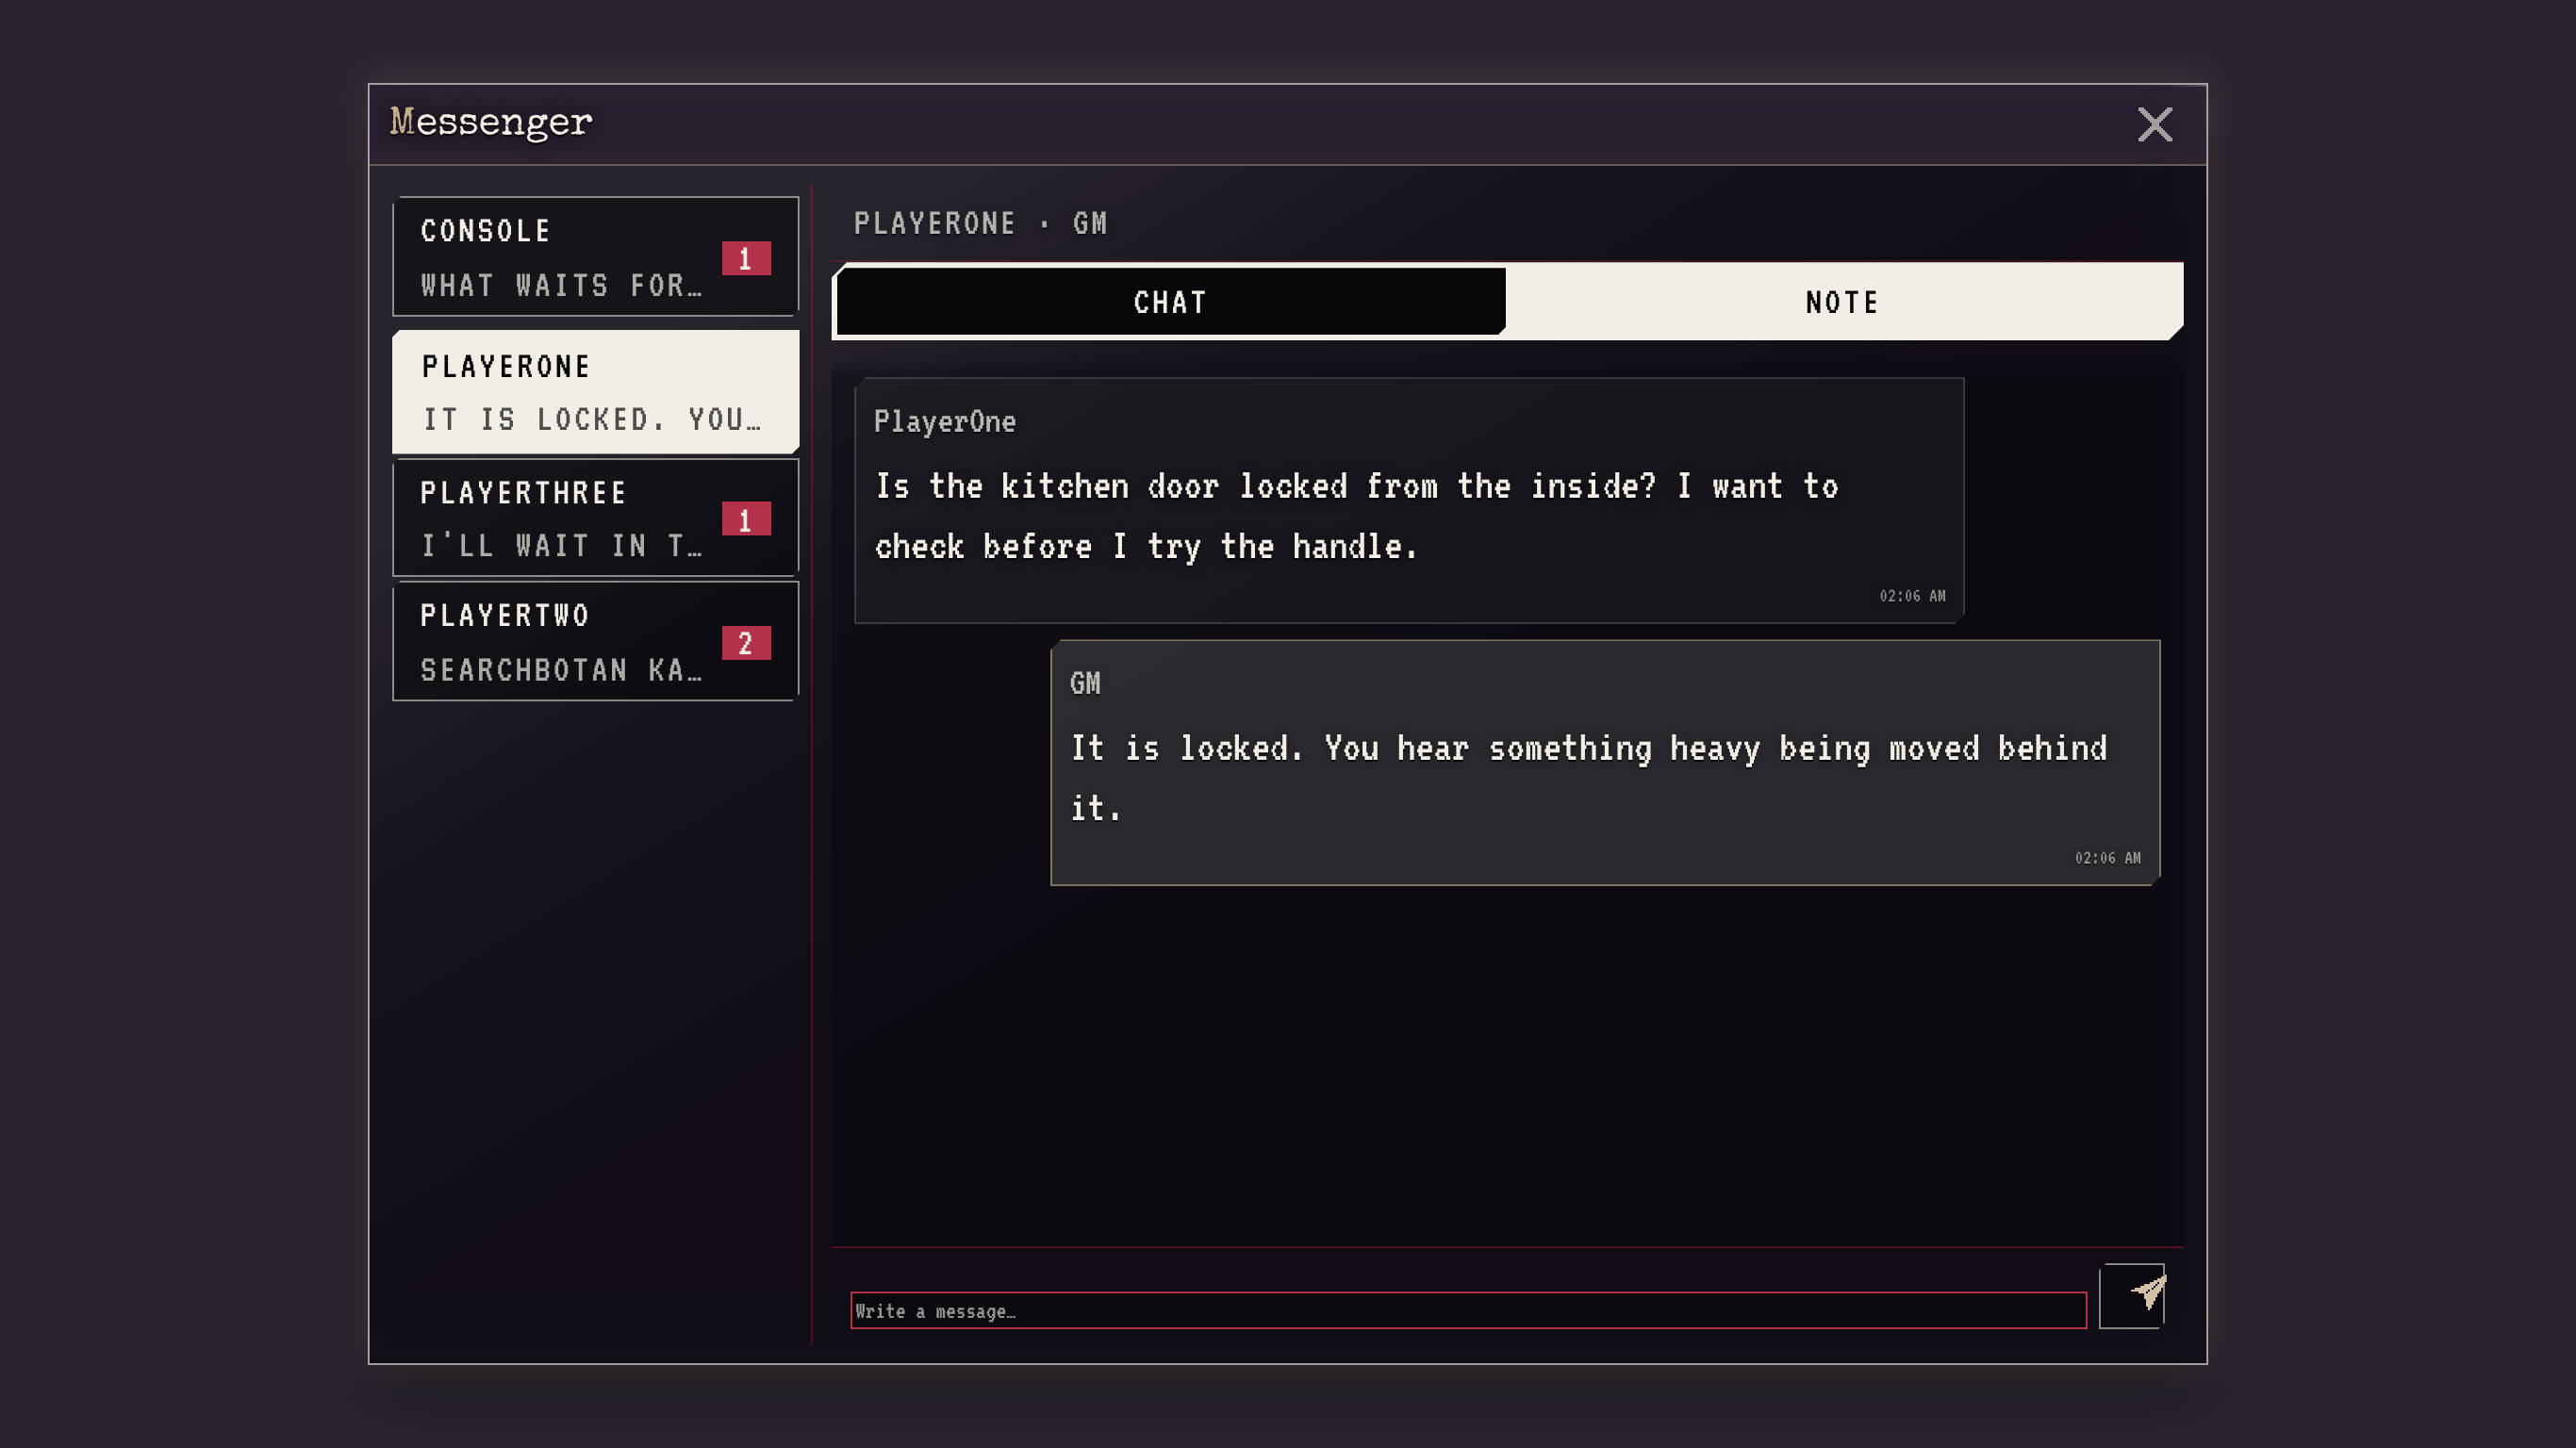 Messenger
CONSOLE
1
WHAT WAITS FOR…
PLAYERONE
IT IS LOCKED. YOU…
PLAYERTHREE
1
I'LL WAIT IN T…
PLAYERTWO
2
SEARCHBOTAN KA…
PLAYERONE · GM
CHAT
NOTE
PlayerOne
Is the kitchen door locked from the inside? I want to
check before I try the handle.
02:06 AM
GM
It is locked. You hear something heavy being moved behind
it.
02:06 AM
Write a message…